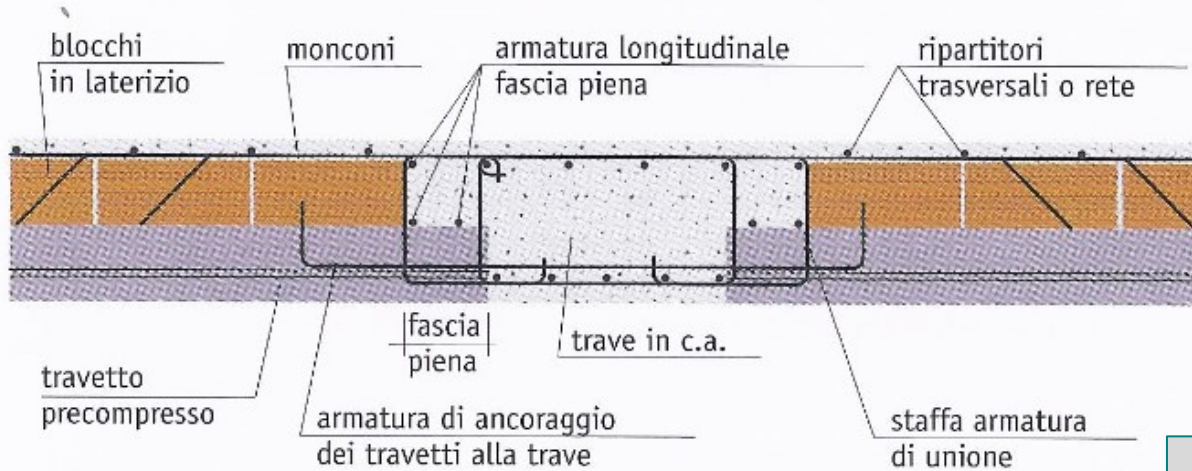 blocchi
in laterizio
monconi
armatura longitudinale
fascia piena
ripartitori
trasversali o rete
fascia
piena
trave in c.a.
travetto
precompresso
armatura di ancoraggio
dei travetti alla trave
staffa armatura
di unione